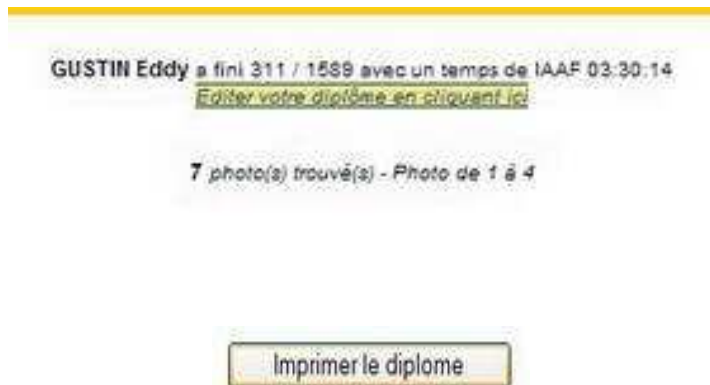 GUSTIN Eddy a fini 311 / 1589 avec un temps de IAAF 03:30:14
Editer votre diplôme en cliquant ici
7 photo(s) trouvé(s) - Photo de 1 à 4
Imprimer le diplome